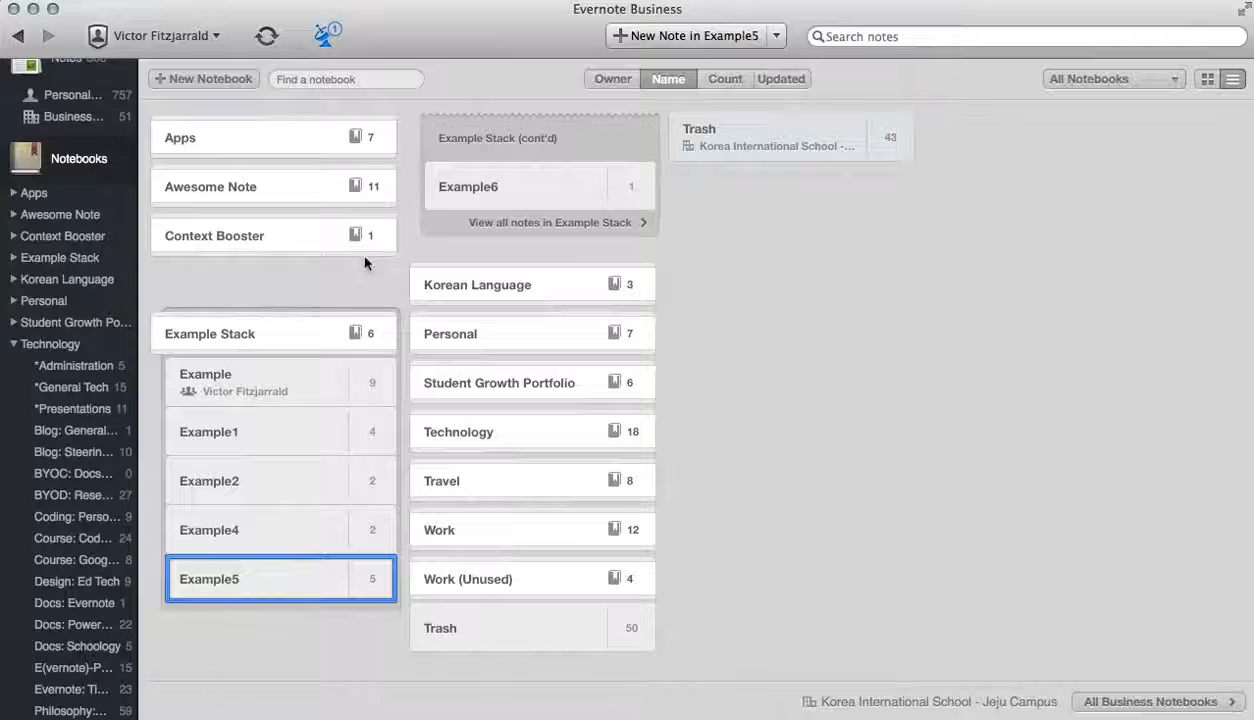 Evernote Business
Victor Fitzjarrald
1
New Note in Example5
Search notes
Personal... 757
Business... 51
Notebooks
Apps
Awesome Note
Context Booster
Example Stack
Korean Language
Personal
Student Growth Po...
Technology
*Administration 5
*General Tech 15
*Presentations 11
Blog: General... 1
Blog: Steerin... 10
BYOC: Docs... 0
BYOD: Rese... 27
Coding: Perso... 9
Course: Cod... 24
Course: Goog... 8
Design: Ed Tech 9
Docs: Evernote 1
Docs: Power... 22
Docs: Schoology 5
E(vernote)-P... 15
Evernote: Ti... 23
Philosophy:... 59
+ New Notebook
Find a notebook
Owner Name Count Updated
All Notebooks
Apps 7
Awesome Note 11
Context Booster 1
Example Stack 6
Example 9
Victor Fitzjarrald
Example1 4
Example2 2
Example4 2
Example5 5
Example Stack (cont'd)
Example6 1
View all notes in Example Stack
Korean Language 3
Personal 7
Student Growth Portfolio 6
Technology 18
Travel 8
Work 12
Work (Unused) 4
Trash 50
Trash 43
Korea International School -...
Korea International School - Jeju Campus
All Business Notebooks